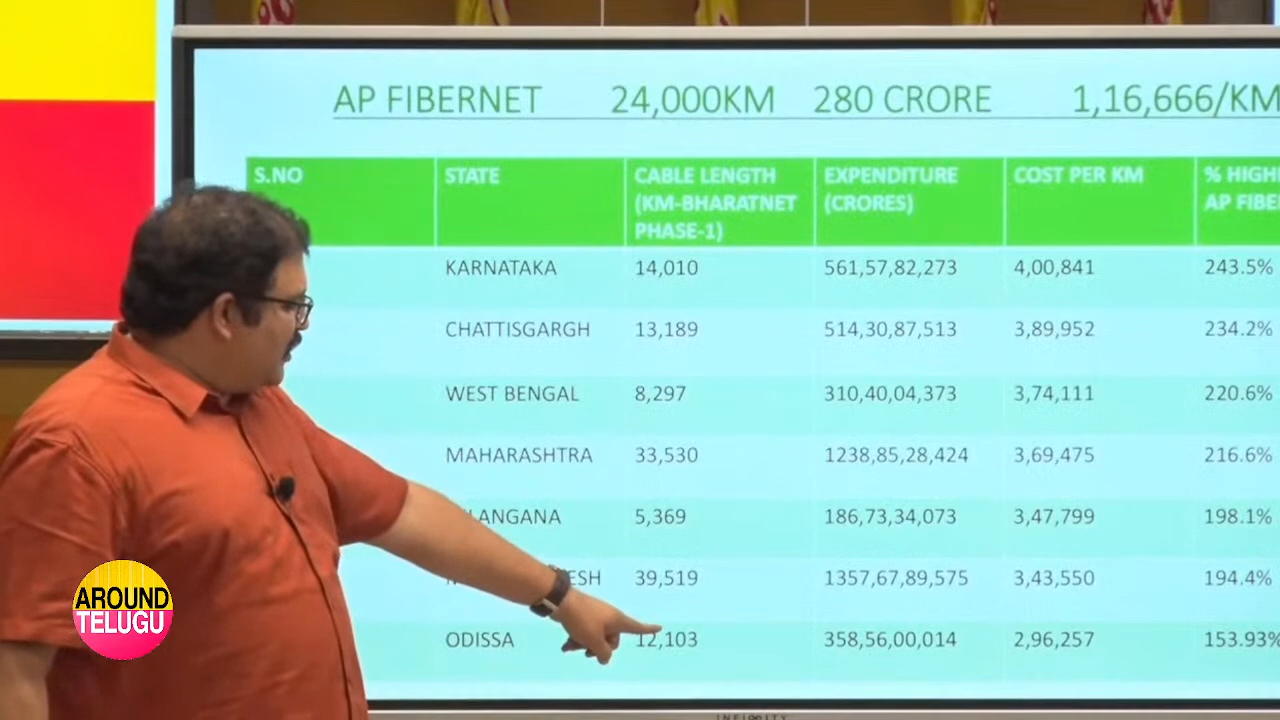 AP FIBERNET 24,000KM 280 CRORE 1,16,666/KM
S.NO STATE CABLE LENGTH (KM-BHARATNET PHASE-1) EXPENDITURE (CRORES) COST PER KM %
KARNATAKA 14,010 561,57,82,273 4,00,841 243.5%
CHATTISGARGH 13,189 514,30,87,513 3,89,952 234.2%
WEST BENGAL 8,297 310,40,04,373 3,74,111 220.6%
MAHARASHTRA 33,530 1238,85,28,424 3,69,475 216.6%
5,369 186,73,34,073 3,47,799 198.1%
39,519 1357,67,89,575 3,43,550 194.4%
ODISSA 12,103 358,56,00,014 2,96,257 153.93%
AROUND
TELUGU
INFINITY